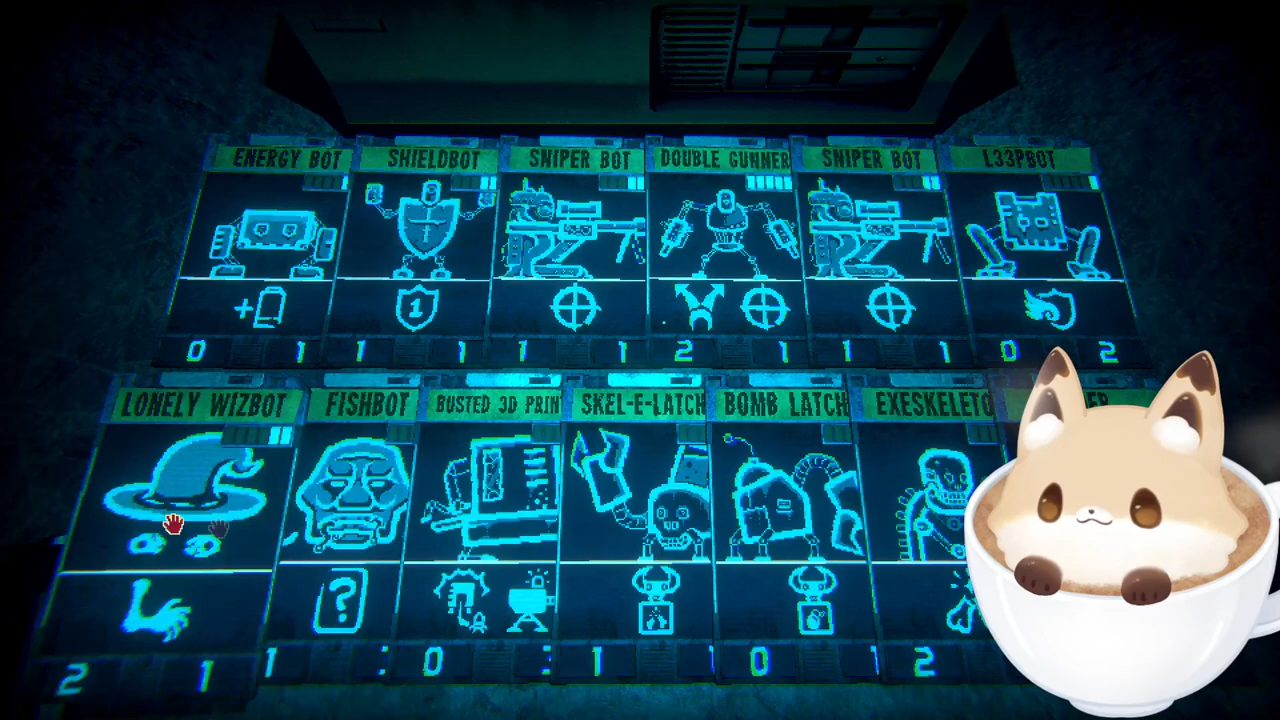 ENERGY BOT
SHIELDBOT
SNIPER BOT
DOUBLE GUNNER
SNIPER BOT
L33PBOT
+
1
0 1
1 1
1 1
2 1
1 1
0 2
LONELY WIZBOT
FISHBOT
BUSTED 3D PRIN
SKEL-E-LATCH
BOMB LATCH
EXESKELETO
ER
?
2 1
1
0
1
0
2